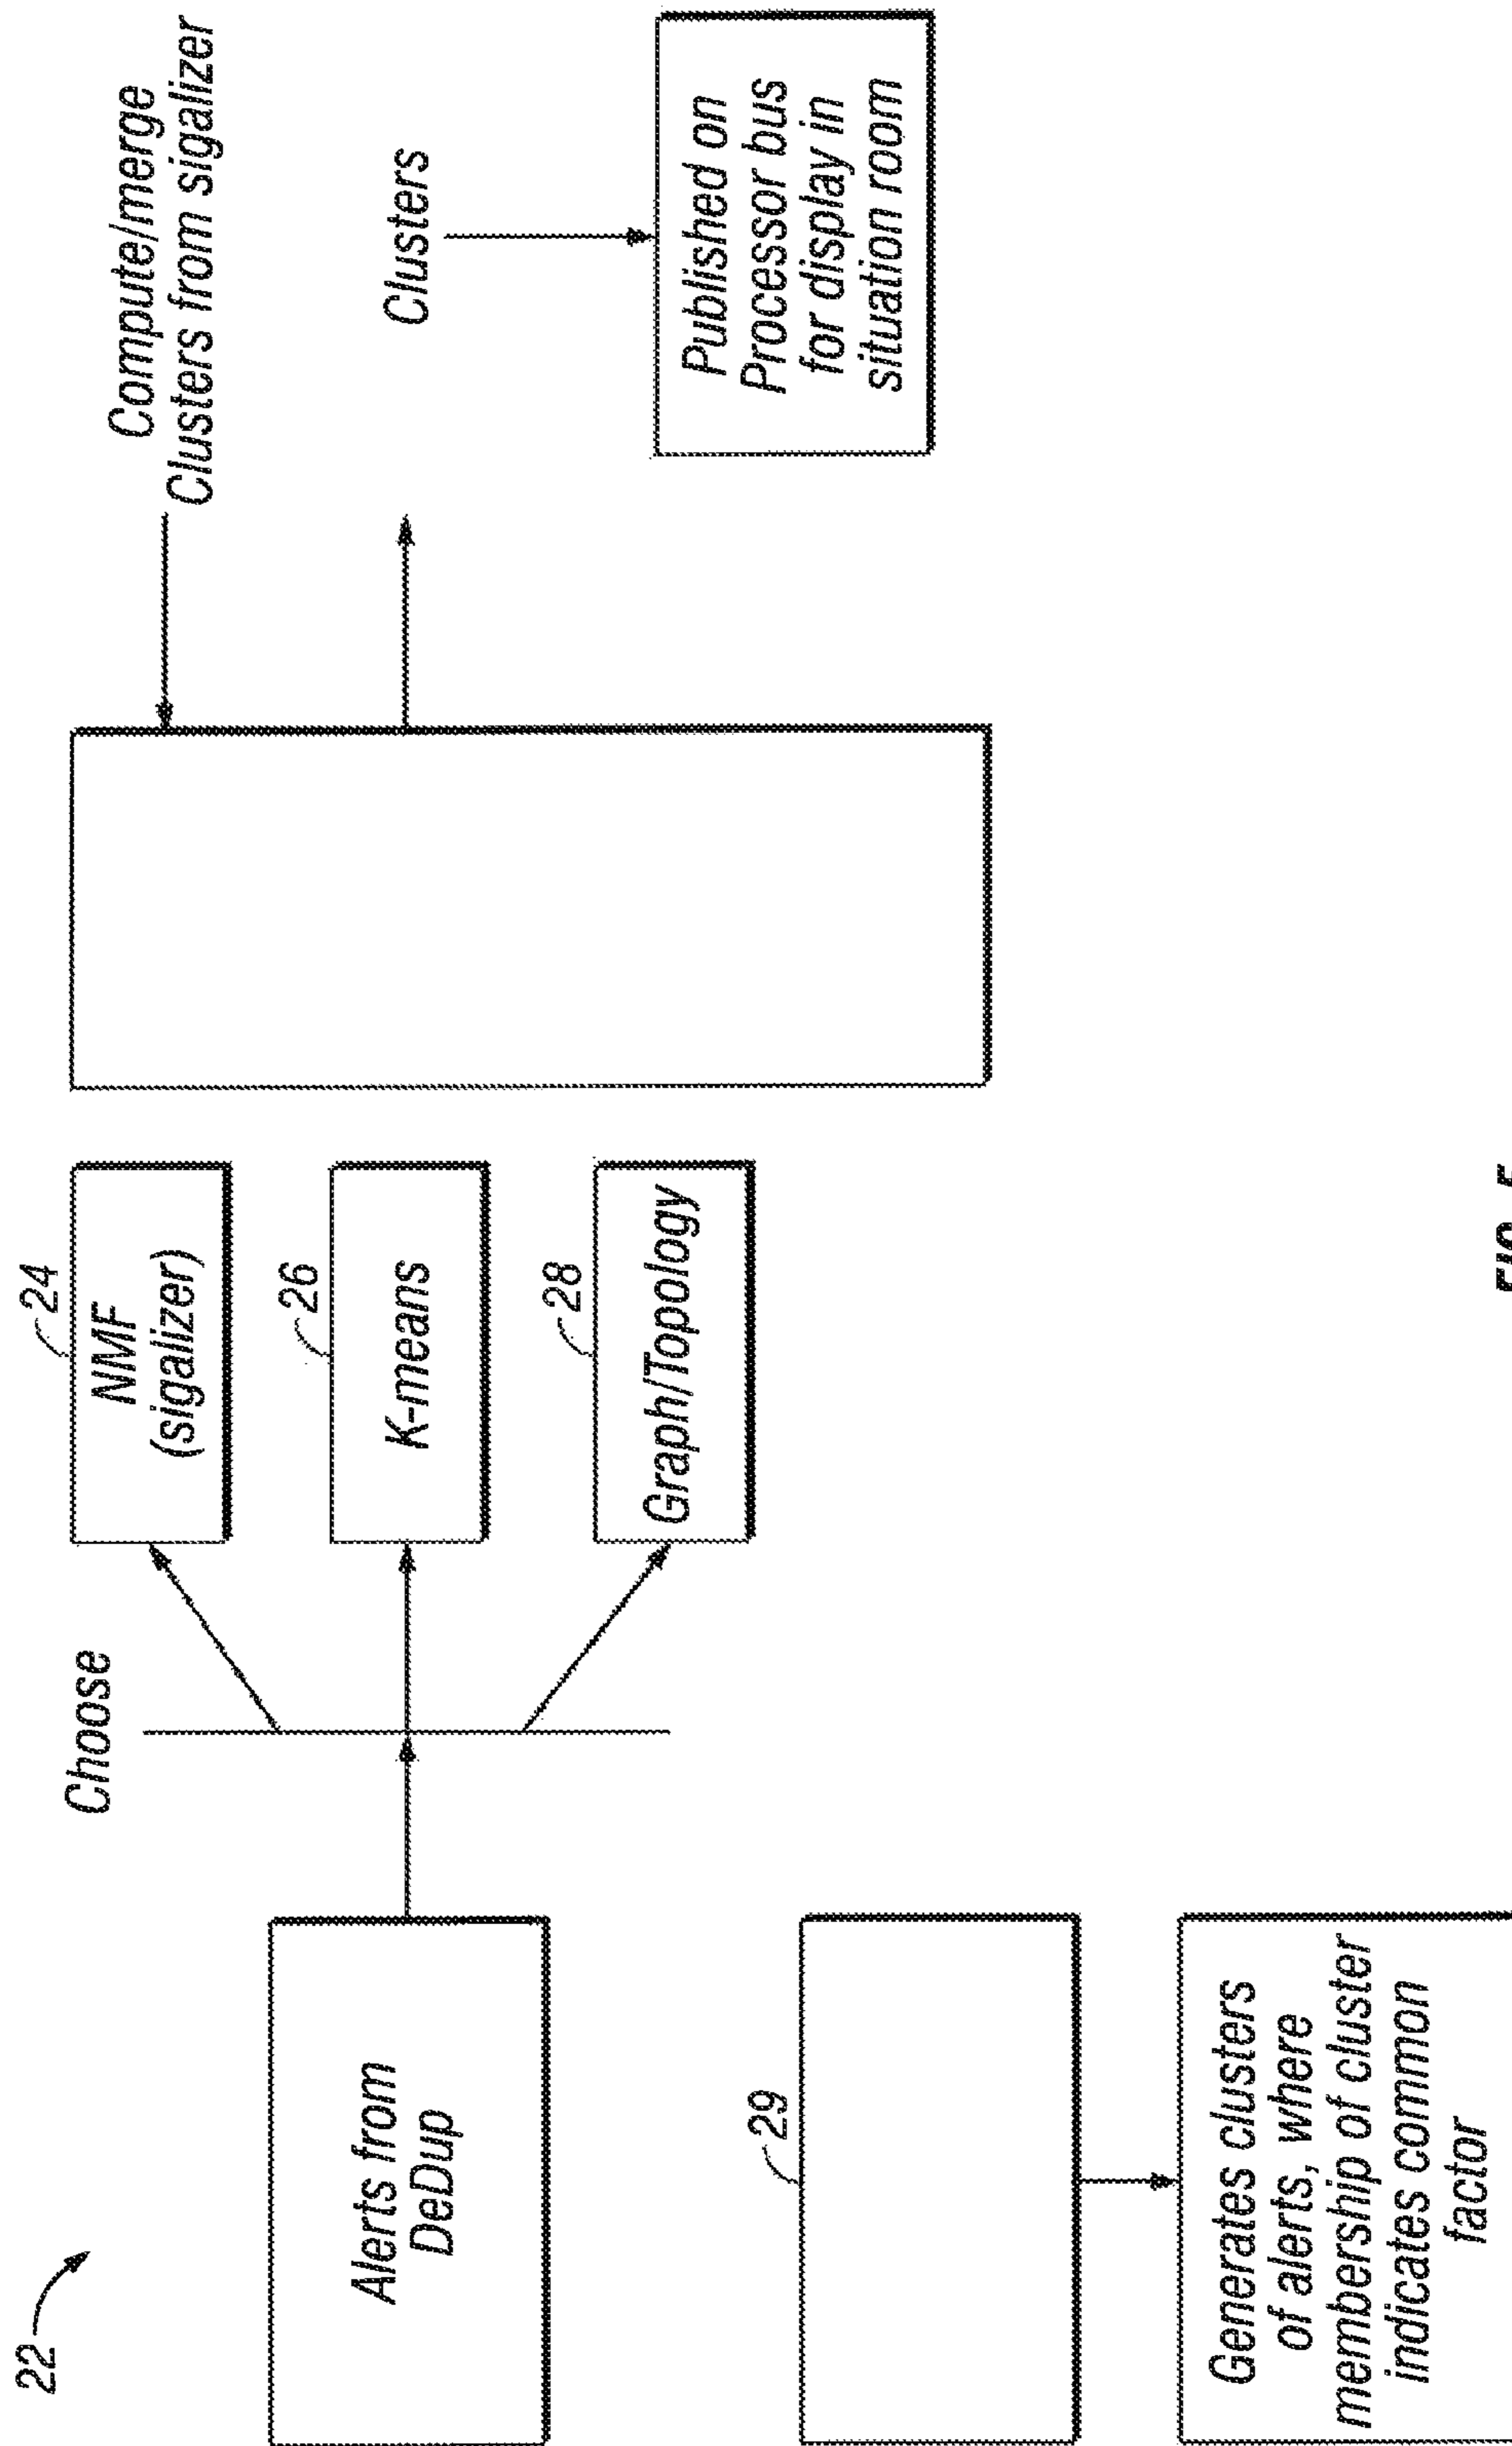 22
Alerts from
DeDup
Choose
24
NMF
(sigalizer)
26
K-means
28
Graph/Topology
Compute/merge
Clusters from sigalizer
Clusters
Published on
Processor bus
for display in
situation room
29
Generates clusters
of alerts, where
membership of cluster
indicates common
factor